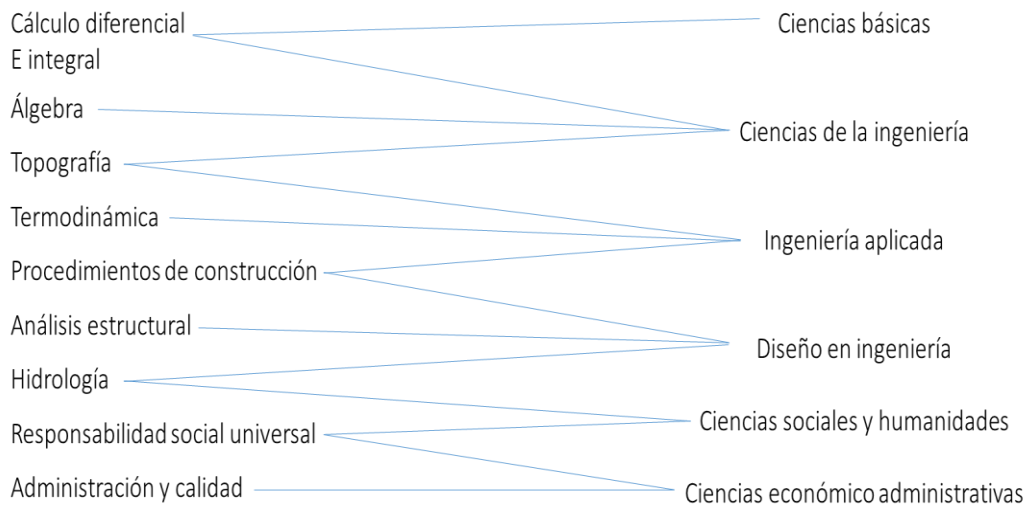 Cálculo diferencial
E integral
Álgebra
Topografía
Termodinámica
Procedimientos de construcción
Análisis estructural
Hidrología
Responsabilidad social universal
Administración y calidad
Ciencias básicas
Ciencias de la ingeniería
Ingeniería aplicada
Diseño en ingeniería
Ciencias sociales y humanidades
Ciencias económico administrativas